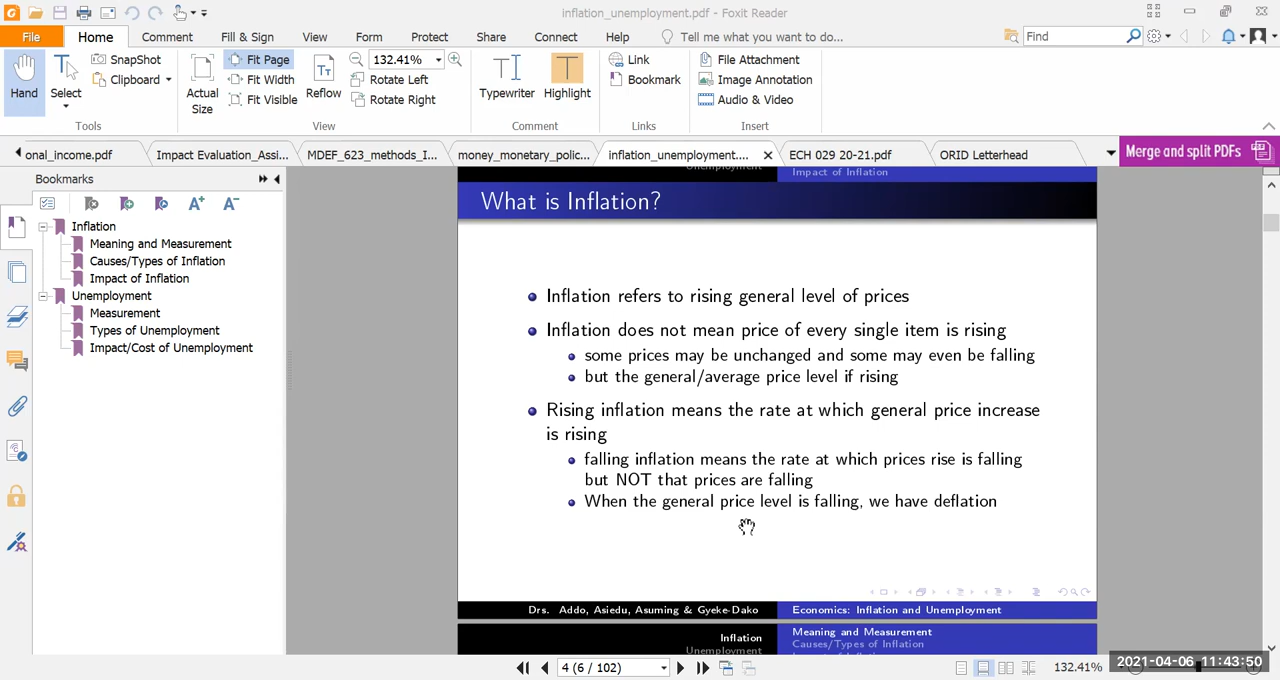 inflation_unemployment.pdf - Foxit Reader
File Home Comment Fill & Sign View Form Protect Share Connect Help Tell me what you want to do... Find
Hand
Select
SnapShot
Clipboard
Tools
Actual
Size
Fit Page
Fit Width
Fit Visible
Reflow
132.41%
Rotate Left
Rotate Right
View
Typewriter
Highlight
Comment
Link
Bookmark
Links
File Attachment
Image Annotation
Audio & Video
Insert
onal_income.pdf Impact Evaluation_Assi... MDEF_623_methods_I... money_monetary_polic... inflation_unemployment.... ECH 029 20-21.pdf ORID Letterhead Merge and split PDFs
Bookmarks
Inflation
Meaning and Measurement
Causes/Types of Inflation
Impact of Inflation
Unemployment
Measurement
Types of Unemployment
Impact/Cost of Unemployment
Unemployment Impact of Inflation
What is Inflation?
Inflation refers to rising general level of prices
Inflation does not mean price of every single item is rising
some prices may be unchanged and some may even be falling
but the general/average price level if rising
Rising inflation means the rate at which general price increase
is rising
falling inflation means the rate at which prices rise is falling
but NOT that prices are falling
When the general price level is falling, we have deflation
Drs. Addo, Asiedu, Asuming & Gyeke-Dako Economics: Inflation and Unemployment
Inflation
Unemployment
Meaning and Measurement
Causes/Types of Inflation
4 (6 / 102)
132.41%
2021-04-06 11:43:50